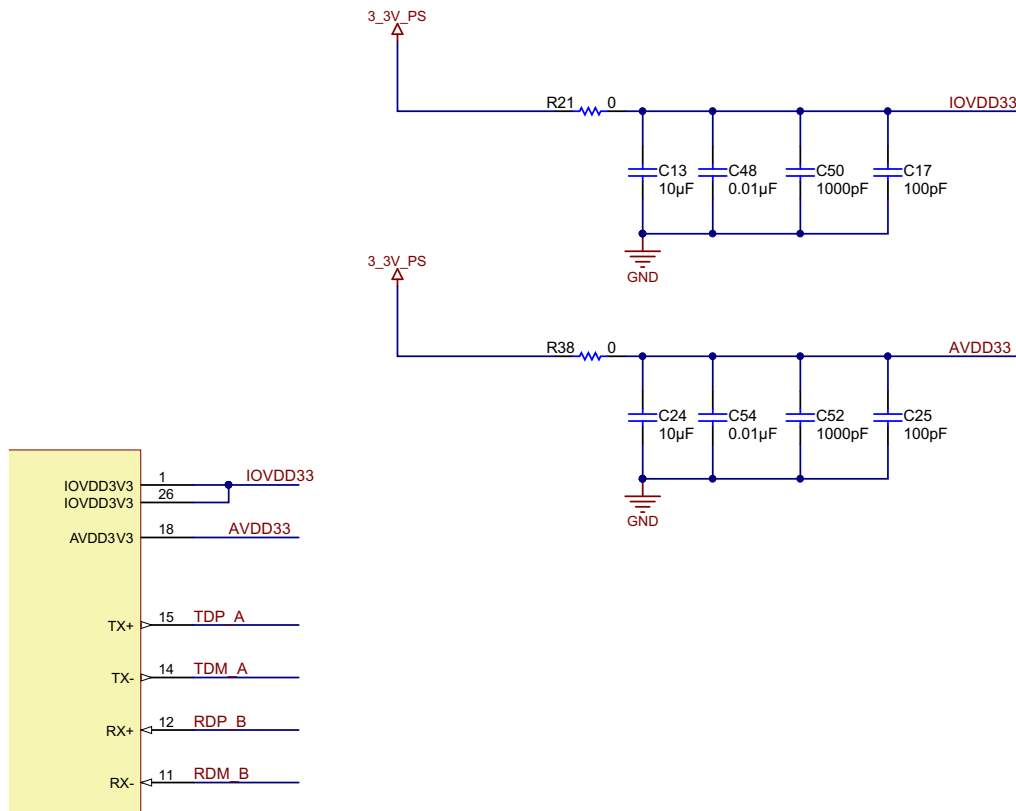 3_3V_PS
R21 0 IOVDD33
C13 C48 C50 C17
10µF 0.01µF 1000pF 100pF
GND
3_3V_PS
R38 0 AVDD33
C24 C54 C52 C25
10µF 0.01µF 1000pF 100pF
GND
IOVDD3V3 1 IOVDD33
IOVDD3V3 26
AVDD3V3 18 AVDD33
TX+ 15 TDP_A
TX- 14 TDM_A
RX+ 12 RDP_B
RX- 11 RDM_B